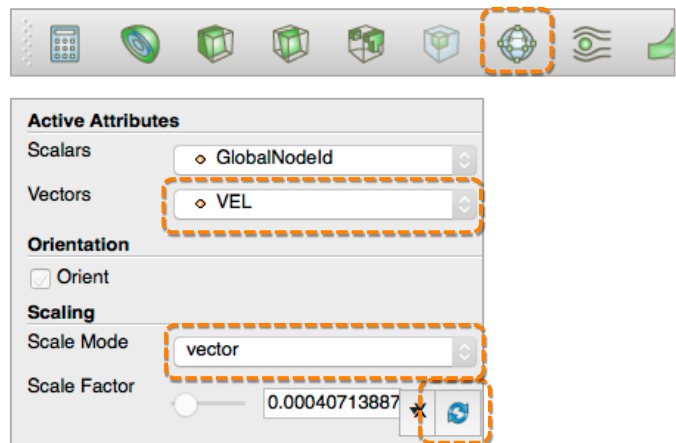 Active Attributes
Scalars
GlobalNodeId
Vectors
VEL
Orientation
Orient
Scaling
Scale Mode
vector
Scale Factor
0.00040713887